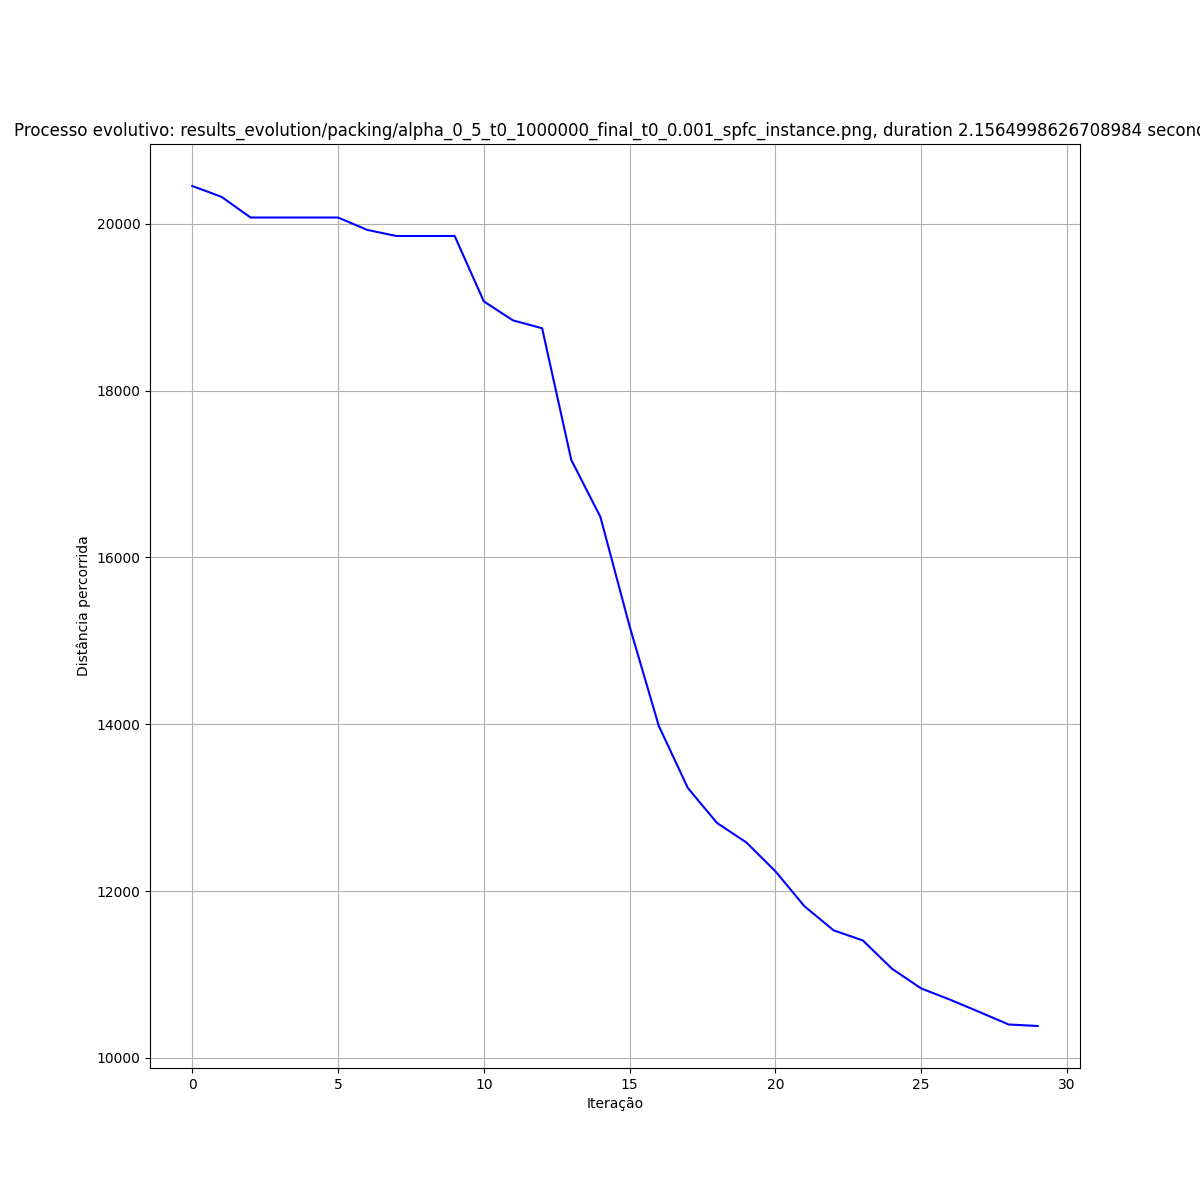 Processo evolutivo: results_evolution/packing/alpha_0_5_t0_1000000_final_t0_0.001_spfc_instance.png, duration 2.1564998626708984 secon
20000
18000
16000
14000
12000
10000
Distância percorrida
0 5 10 15 20 25 30
Iteração